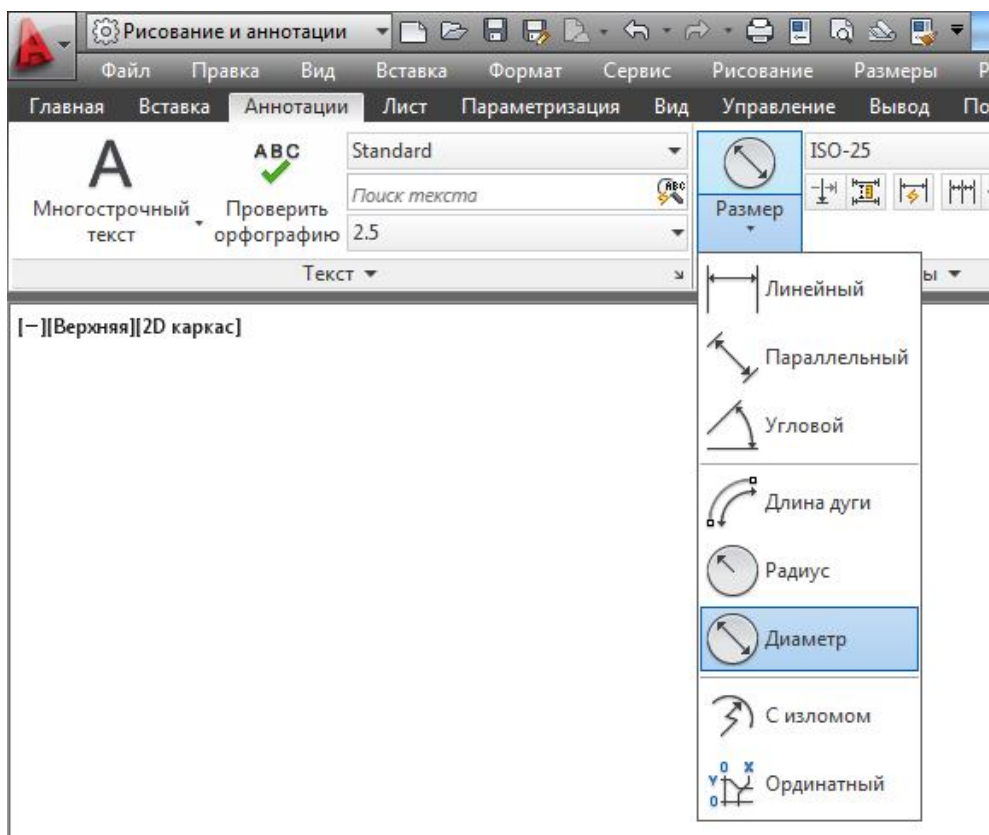 Рисование и аннотации
Файл Правка Вид Вставка Формат Сервис Рисование Размеры Р
Главная Вставка Аннотации Лист Параметризация Вид Управление Вывод По
A
Многострочный текст
ABC
Проверить орфографию
Standard
Поиск текста
ABC
2.5
Текст
Размер
ISO-25
ы
[−][Верхняя][2D каркас]
Линейный
Параллельный
Угловой
Длина дуги
Радиус
Диаметр
С изломом
Ординатный